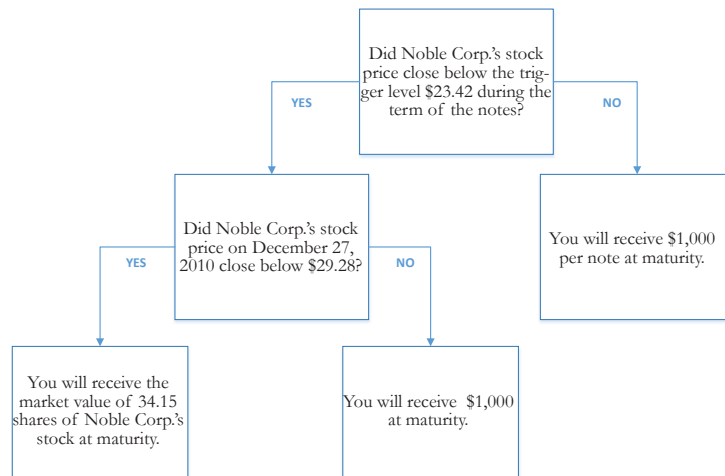 Did Noble Corp.'s stock
price close below the trig-
ger level $23.42 during the
term of the notes?
YES
NO
Did Noble Corp.'s stock
price on December 27,
2010 close below $29.28?
You will receive $1,000
per note at maturity.
YES
NO
You will receive the
market value of 34.15
shares of Noble Corp.'s
stock at maturity.
You will receive $1,000
at maturity.